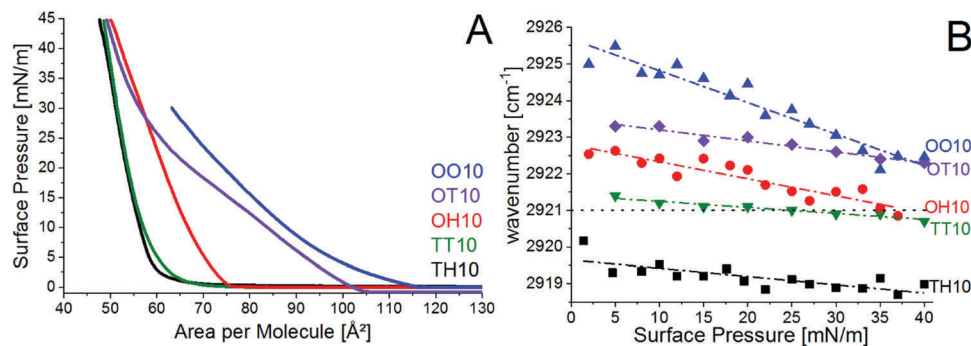 A
Surface Pressure [mN/m]
45
40
35
30
25
20
15
10
5
0
40 50 60 70 80 90 100 110 120 130
Area per Molecule [Å²]
OO10
OT10
OH10
TT10
TH10
B
wavenumber [cm⁻¹]
2926
2925
2924
2923
2922
2921
2920
2919
0 5 10 15 20 25 30 35 40
Surface Pressure [mN/m]
OO10
OT10
OH10
TT10
TH10